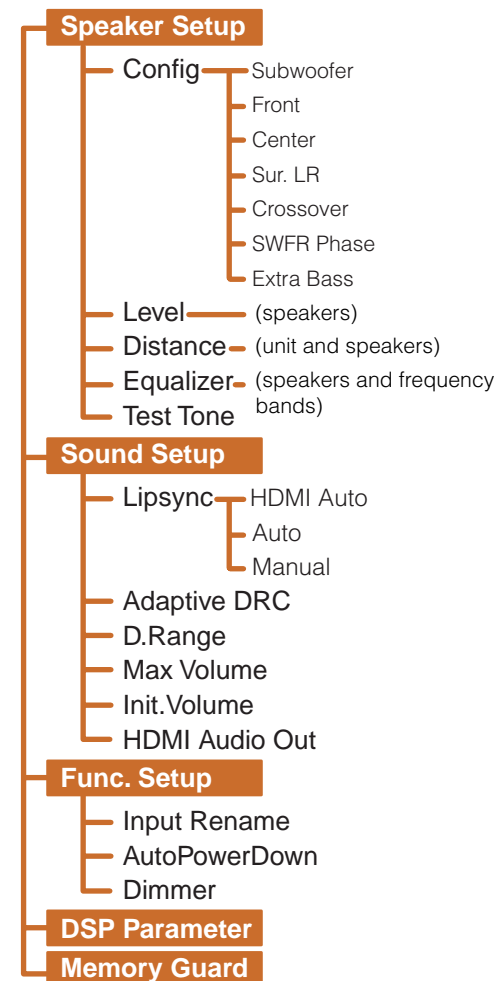 Speaker Setup
Config
Subwoofer
Front
Center
Sur. LR
Crossover
SWFR Phase
Extra Bass
Level
(speakers)
Distance
(unit and speakers)
Equalizer
(speakers and frequency
bands)
Test Tone
Sound Setup
Lipsync
HDMI Auto
Auto
Manual
Adaptive DRC
D.Range
Max Volume
Init.Volume
HDMI Audio Out
Func. Setup
Input Rename
AutoPowerDown
Dimmer
DSP Parameter
Memory Guard